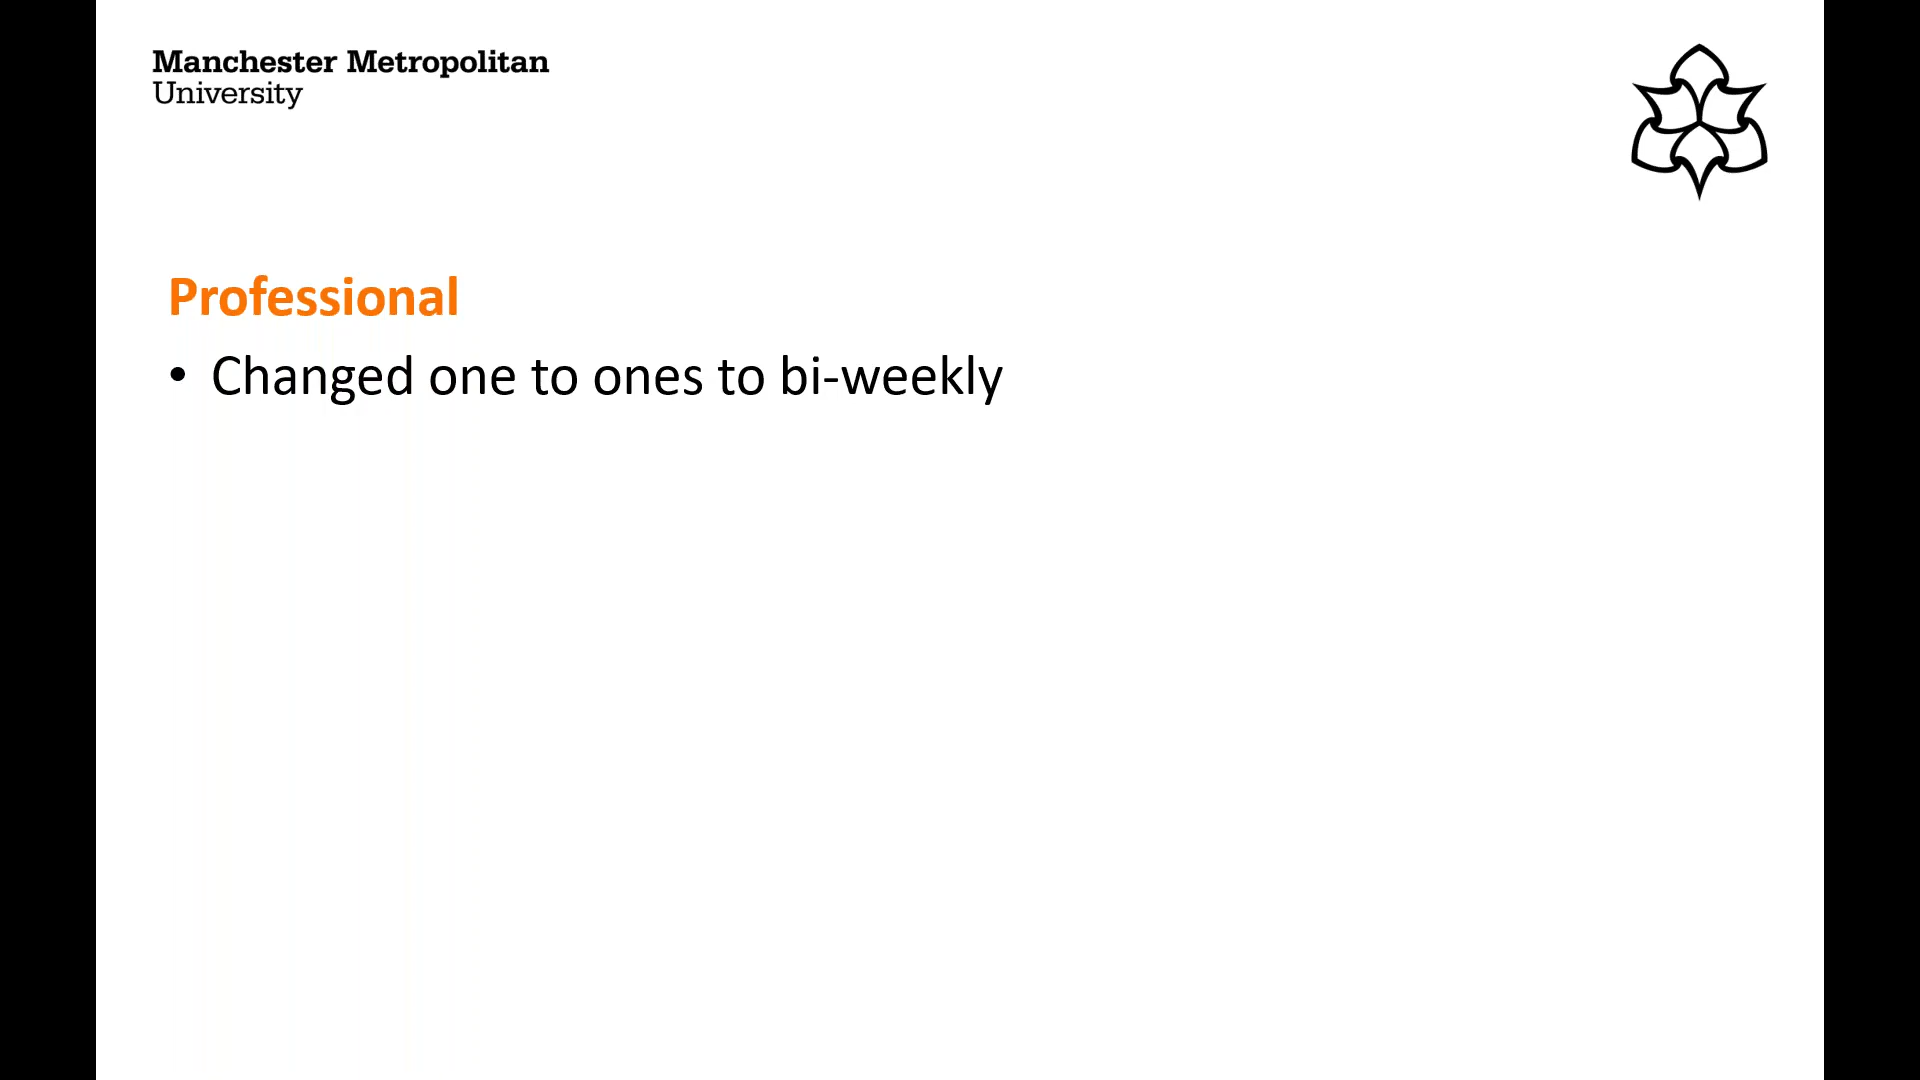 Manchester Metropolitan
University
Professional
• Changed one to ones to bi-weekly